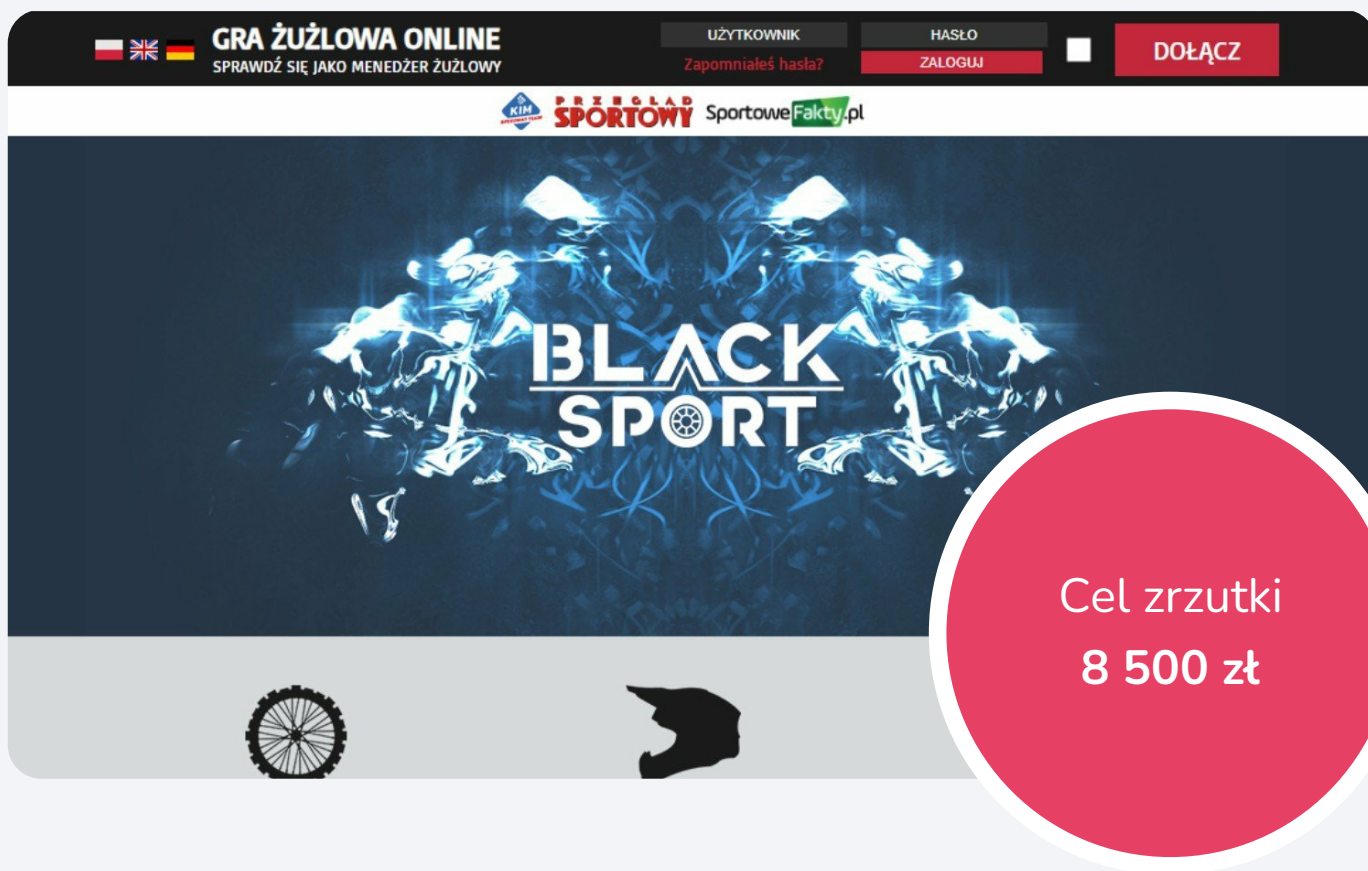 GRA ŻUŻLOWA ONLINE
SPRAWDŹ SIĘ JAKO MENEDŻER ŻUŻLOWY
UŻYTKOWNIK
HASŁO
Zapomniałeś hasła?
ZALOGUJ
DOŁĄCZ
KIM
PRZEGLĄD
SPORTOWY
SportoweFakty.pl
BLACK
SPORT
Cel zrzutki
8 500 zł